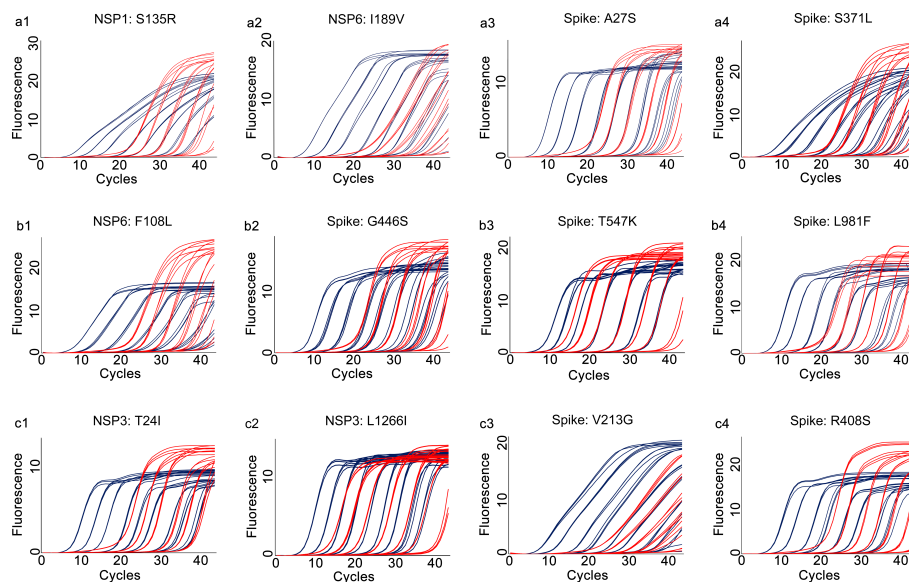 a1 NSP1: S135R
Fluorescence
0 10 20 30
0 10 20 30 40
Cycles
a2 NSP6: I189V
Fluorescence
0 10 20
0 10 20 30 40
Cycles
a3 Spike: A27S
Fluorescence
0 10
0 10 20 30 40
Cycles
a4 Spike: S371L
Fluorescence
0 10 20
0 10 20 30 40
Cycles
b1 NSP6: F108L
Fluorescence
0 10 20
0 10 20 30 40
Cycles
b2 Spike: G446S
Fluorescence
0 10
0 10 20 30 40
Cycles
b3 Spike: T547K
Fluorescence
0 10 20
0 10 20 30 40
Cycles
b4 Spike: L981F
Fluorescence
0 10 20
0 10 20 30 40
Cycles
c1 NSP3: T24I
Fluorescence
0 10
0 10 20 30 40
Cycles
c2 NSP3: L1266I
Fluorescence
0 10
0 10 20 30 40
Cycles
c3 Spike: V213G
Fluorescence
0 10 20
0 10 20 30 40
Cycles
c4 Spike: R408S
Fluorescence
0 10 20
0 10 20 30 40
Cycles